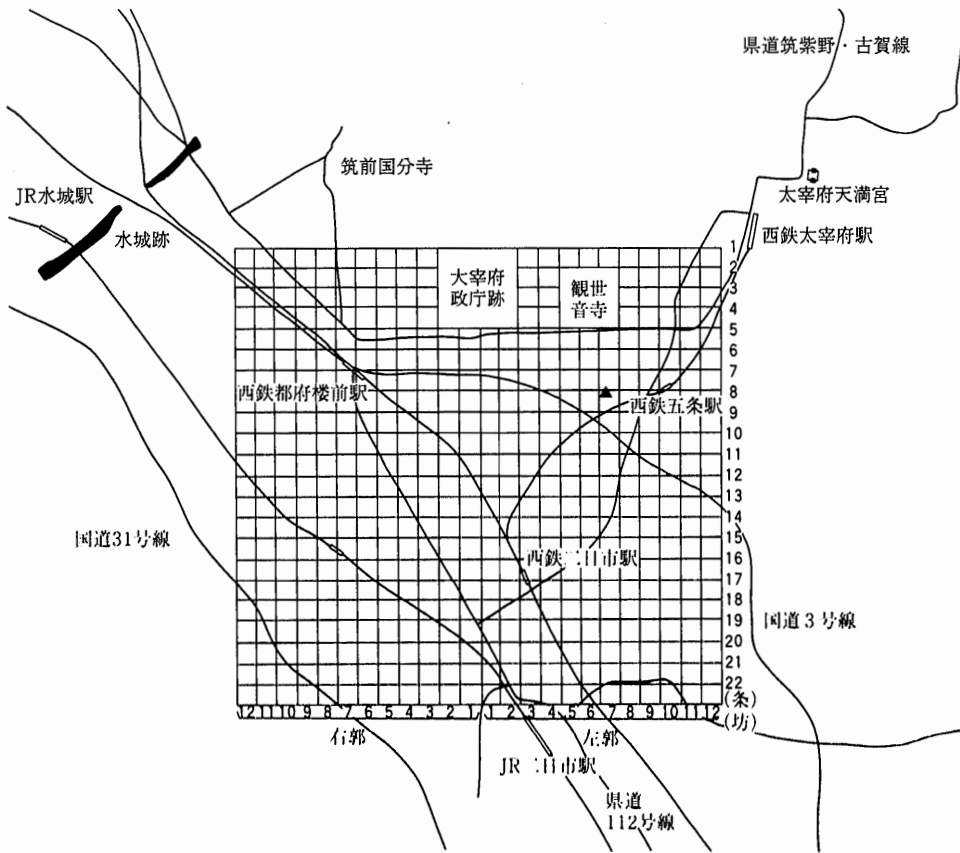 県道筑紫野・古賀線
筑前国分寺
太宰府天満宮
JR水城駅
水城跡
西鉄太宰府駅
大宰府
政庁跡
観世
音寺
1
2
3
4
5
6
7
8
9
10
11
12
13
14
15
16
17
18
19
20
21
22
(条)
(坊)
西鉄都府楼前駅
西鉄五条駅
国道31号線
西鉄二日市駅
国道3号線
12 11 10 9 8 7 6 5 4 3 2 1 1 2 3 4 5 6 7 8 9 10 11 12
右郭
左郭
JR二日市駅
県道
112号線